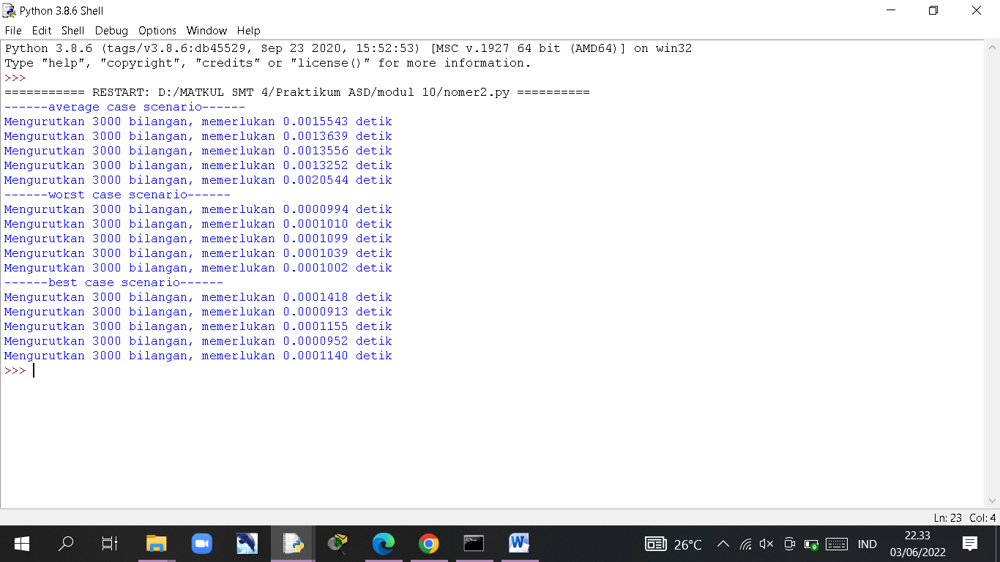 Python 3.8.6 Shell
File Edit Shell Debug Options Window Help
Python 3.8.6 (tags/v3.8.6:db45529, Sep 23 2020, 15:52:53) [MSC v.1927 64 bit (AMD64)] on win32
Type "help", "copyright", "credits" or "license()" for more information.
>>>
=========== RESTART: D:/MATKUL SMT 4/Praktikum ASD/modul 10/nomer2.py ==========
------average case scenario------
Mengurutkan 3000 bilangan, memerlukan 0.0015543 detik
Mengurutkan 3000 bilangan, memerlukan 0.0013639 detik
Mengurutkan 3000 bilangan, memerlukan 0.0013556 detik
Mengurutkan 3000 bilangan, memerlukan 0.0013252 detik
Mengurutkan 3000 bilangan, memerlukan 0.0020544 detik
------worst case scenario------
Mengurutkan 3000 bilangan, memerlukan 0.0000994 detik
Mengurutkan 3000 bilangan, memerlukan 0.0001010 detik
Mengurutkan 3000 bilangan, memerlukan 0.0001099 detik
Mengurutkan 3000 bilangan, memerlukan 0.0001039 detik
Mengurutkan 3000 bilangan, memerlukan 0.0001002 detik
------best case scenario------
Mengurutkan 3000 bilangan, memerlukan 0.0001418 detik
Mengurutkan 3000 bilangan, memerlukan 0.0000913 detik
Mengurutkan 3000 bilangan, memerlukan 0.0001155 detik
Mengurutkan 3000 bilangan, memerlukan 0.0000952 detik
Mengurutkan 3000 bilangan, memerlukan 0.0001140 detik
>>>
Ln: 23 Col: 4
26°C IND 22.33
03/06/2022